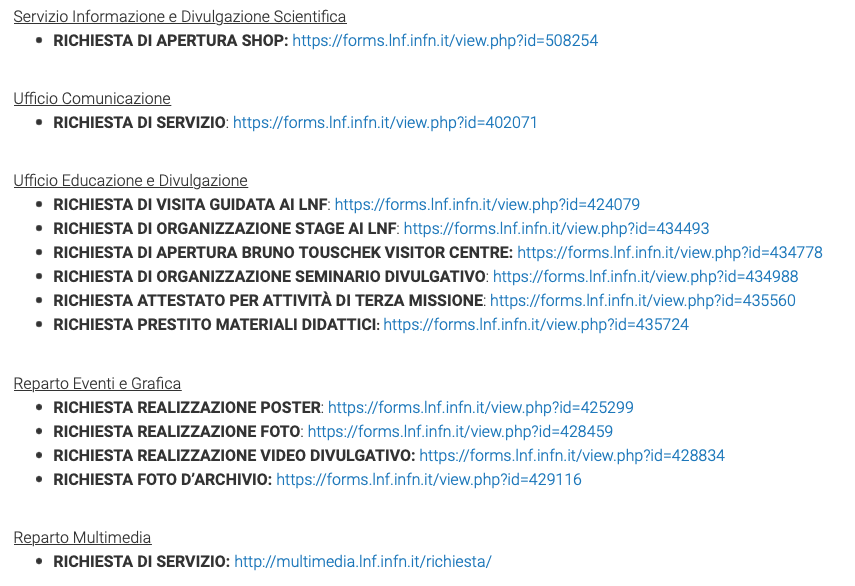 Servizio Informazione e Divulgazione Scientifica
• RICHIESTA DI APERTURA SHOP: https://forms.lnf.infn.it/view.php?id=508254
Ufficio Comunicazione
• RICHIESTA DI SERVIZIO: https://forms.lnf.infn.it/view.php?id=402071
Ufficio Educazione e Divulgazione
• RICHIESTA DI VISITA GUIDATA AI LNF: https://forms.lnf.infn.it/view.php?id=424079
• RICHIESTA DI ORGANIZZAZIONE STAGE AI LNF: https://forms.lnf.infn.it/view.php?id=434493
• RICHIESTA DI APERTURA BRUNO TOUSCHEK VISITOR CENTRE: https://forms.lnf.infn.it/view.php?id=434778
• RICHIESTA DI ORGANIZZAZIONE SEMINARIO DIVULGATIVO: https://forms.lnf.infn.it/view.php?id=434988
• RICHIESTA ATTESTATO PER ATTIVITÀ DI TERZA MISSIONE: https://forms.lnf.infn.it/view.php?id=435560
• RICHIESTA PRESTITO MATERIALI DIDATTICI: https://forms.lnf.infn.it/view.php?id=435724
Reparto Eventi e Grafica
• RICHIESTA REALIZZAZIONE POSTER: https://forms.lnf.infn.it/view.php?id=425299
• RICHIESTA REALIZZAZIONE FOTO: https://forms.lnf.infn.it/view.php?id=428459
• RICHIESTA REALIZZAZIONE VIDEO DIVULGATIVO: https://forms.lnf.infn.it/view.php?id=428834
• RICHIESTA FOTO D’ARCHIVIO: https://forms.lnf.infn.it/view.php?id=429116
Reparto Multimedia
• RICHIESTA DI SERVIZIO: http://multimedia.lnf.infn.it/richiesta/